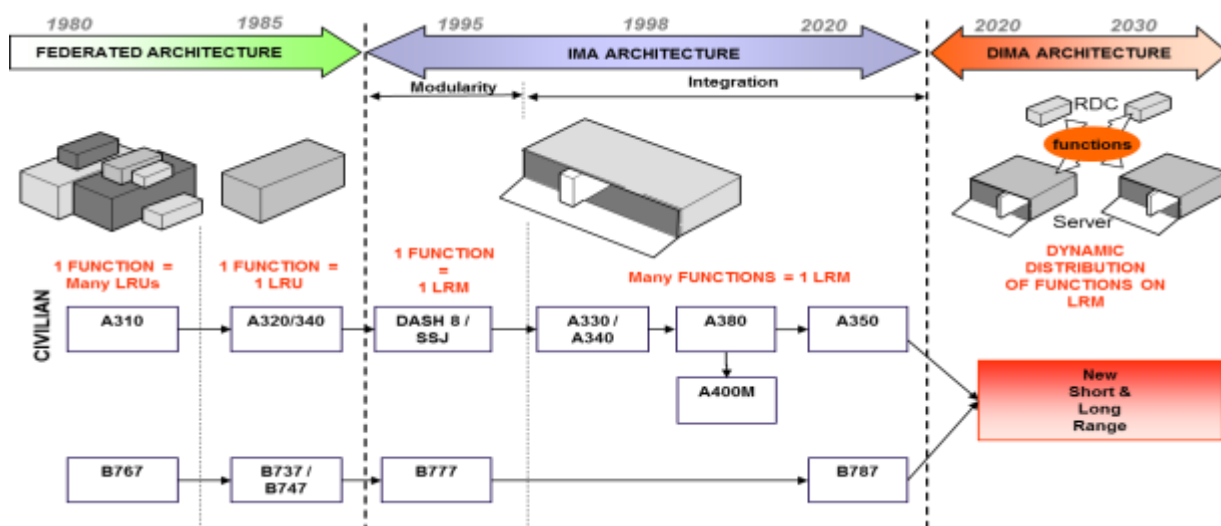 1980
1985
1995
1998
2020
2020
2030
FEDERATED ARCHITECTURE
IMA ARCHITECTURE
DIMA ARCHITECTURE
Modularity
Integration
RDC
functions
Server
1 FUNCTION =
Many LRUs
1 FUNCTION =
1 LRU
1 FUNCTION
=
1 LRM
Many FUNCTIONS = 1 LRM
DYNAMIC
DISTRIBUTION
OF FUNCTIONS ON
LRM
CIVILIAN
A310
A320/340
DASH 8 /
SSJ
A330 /
A340
A380
A350
A400M
New
Short &
Long
Range
B767
B737 /
B747
B777
B787